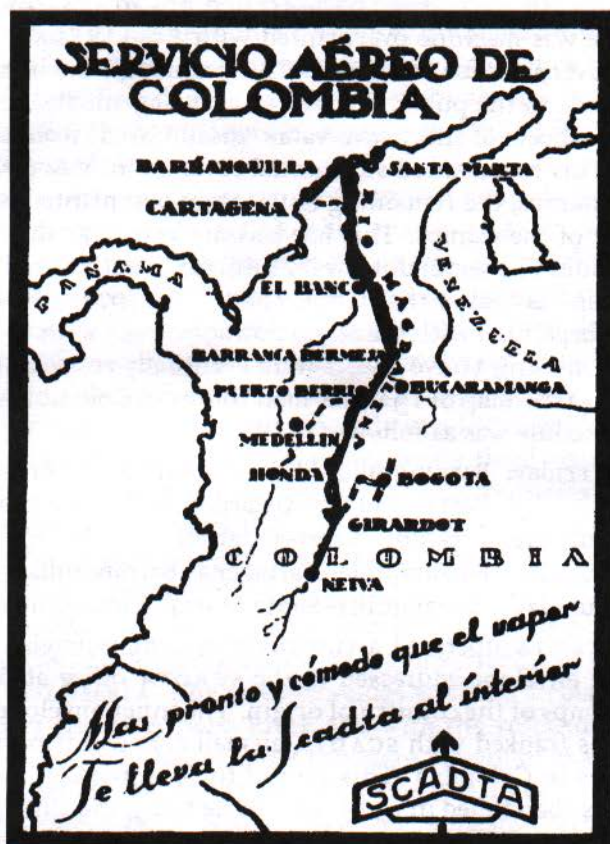 SERVICIO AÉREO DE
COLOMBIA
BARRANQUILLA
SANTA MARTA
CARTAGENA
PANAMA
VENEZUELA
EL BANCO
BARRANCA BERMEJA
PUERTO
BUCARAMANGA
MEDELLIN
HONDA
BOGOTA
GIRARDOT
COLOMBIA
NEIVA
Mas pronto y cómodo que el vapor
Te lleva la Scadta al interior
SCADTA